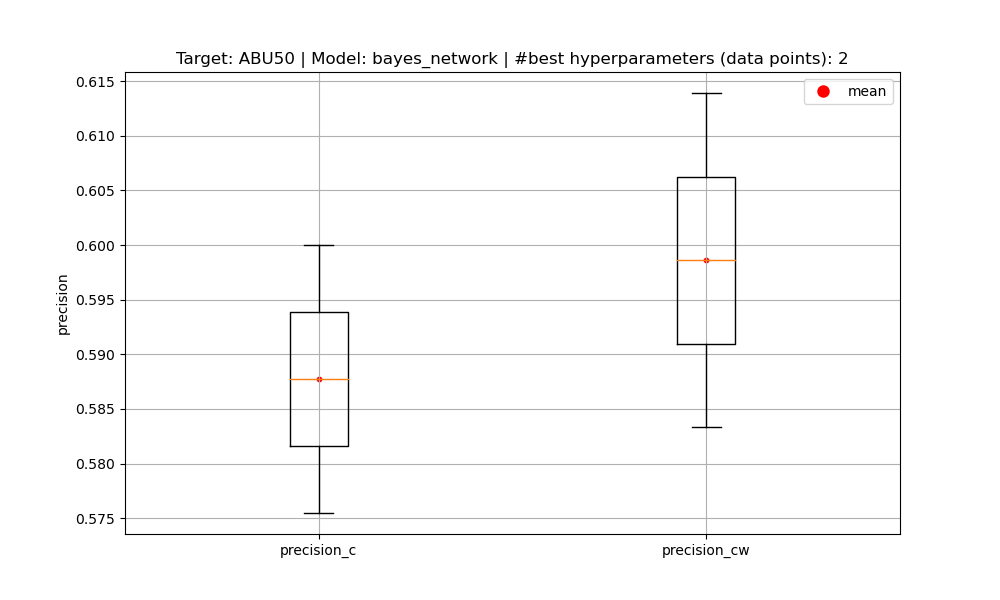 Target: ABU50 | Model: bayes_network | #best hyperparameters (data points): 2
mean
precision
0.615
0.610
0.605
0.600
0.595
0.590
0.585
0.580
0.575
precision_c
precision_cw